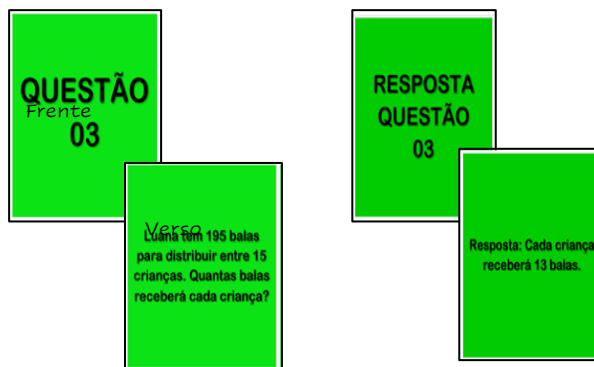 QUESTÃO
Frente
03
Verso
Luana tem 195 balas
para distribuir entre 15
crianças. Quantas balas
receberá cada criança?
RESPOSTA
QUESTÃO
03
Resposta: Cada criança
receberá 13 balas.